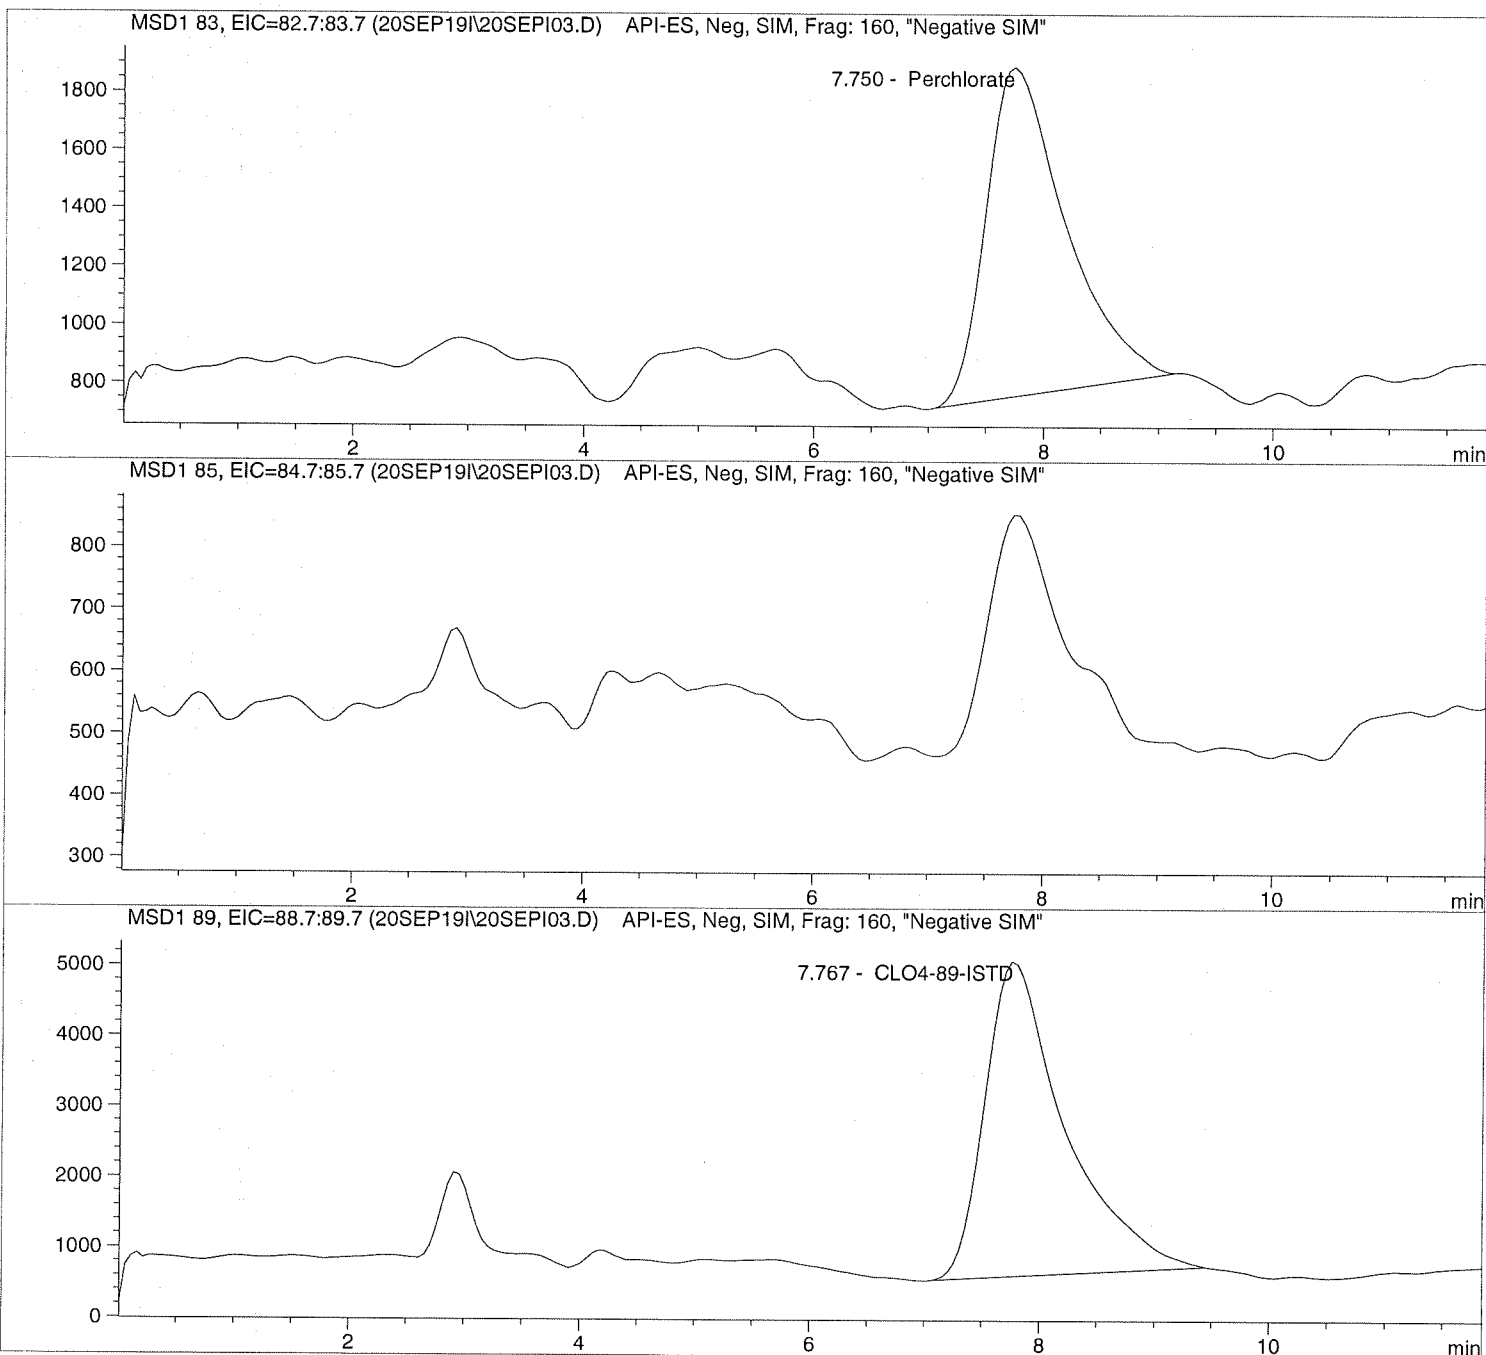 MSD1 83, EIC=82.7:83.7 (20SEP19I\20SEPI03.D) API-ES, Neg, SIM, Frag: 160, "Negative SIM"
7.750 - Perchlorate
1800
1600
1400
1200
1000
800
2 4 6 8 10 min
MSD1 85, EIC=84.7:85.7 (20SEP19I\20SEPI03.D) API-ES, Neg, SIM, Frag: 160, "Negative SIM"
800
700
600
500
400
300
2 4 6 8 10 min
MSD1 89, EIC=88.7:89.7 (20SEP19I\20SEPI03.D) API-ES, Neg, SIM, Frag: 160, "Negative SIM"
7.767 - CLO4-89-ISTD
5000
4000
3000
2000
1000
0
2 4 6 8 10 min